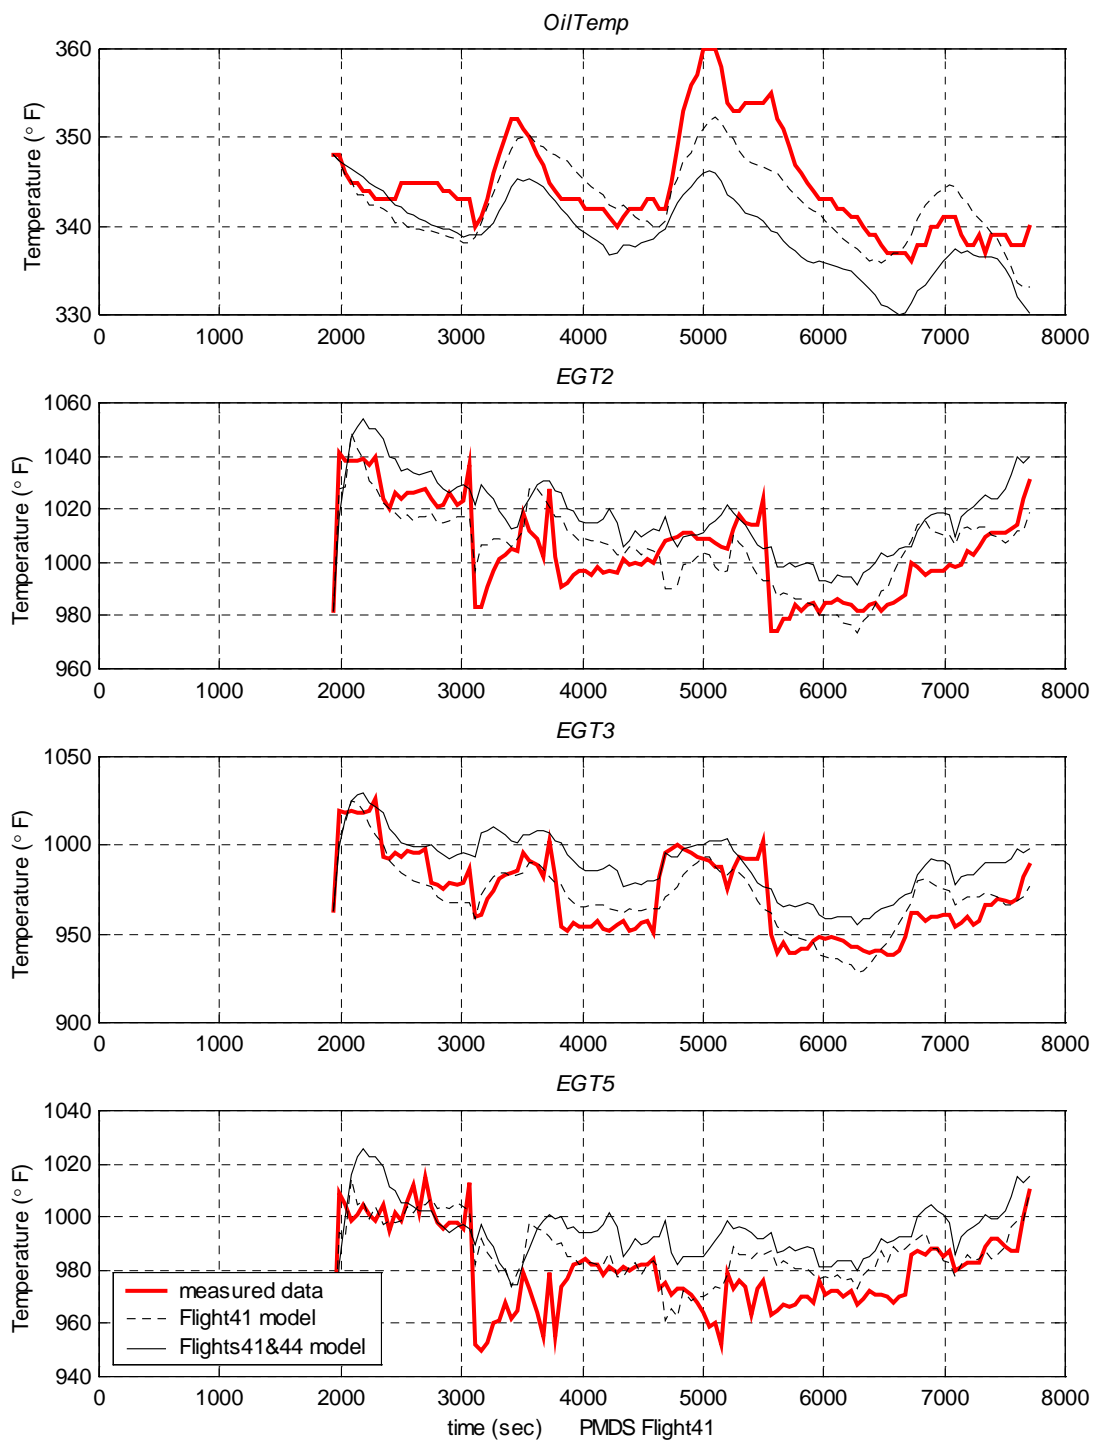 OilTemp
Temperature (° F)
360
350
340
330
0 1000 2000 3000 4000 5000 6000 7000 8000
EGT2
Temperature (° F)
1060
1040
1020
1000
980
960
0 1000 2000 3000 4000 5000 6000 7000 8000
EGT3
Temperature (° F)
1050
1000
950
900
0 1000 2000 3000 4000 5000 6000 7000 8000
EGT5
Temperature (° F)
1040
1020
1000
980
960
940
measured data
Flight41 model
Flights41&44 model
0 1000 2000 3000 4000 5000 6000 7000 8000
time (sec) PMDS Flight41